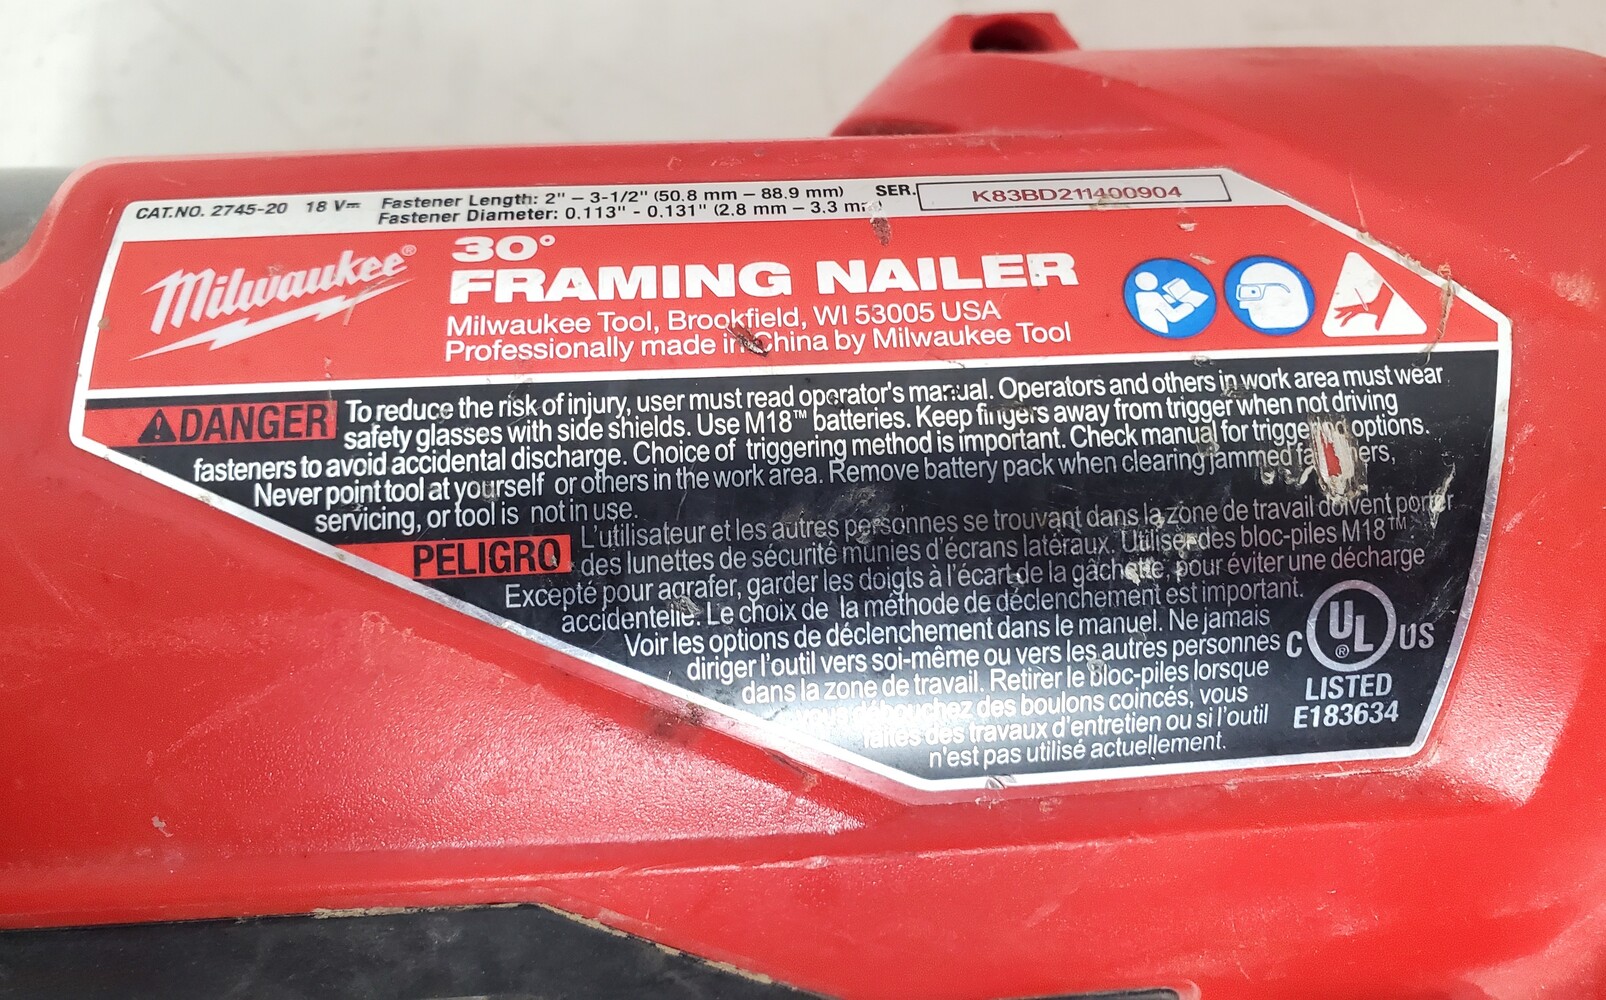 CAT.NO. 2745-20 18 V⎓ Fastener Length: 2" – 3-1/2" (50.8 mm – 88.9 mm) SER. K83BD211400904
Fastener Diameter: 0.113" - 0.131" (2.8 mm – 3.3 mm)
Milwaukee®
30°
FRAMING NAILER
Milwaukee Tool, Brookfield, WI 53005 USA
Professionally made in China by Milwaukee Tool
⚠DANGER To reduce the risk of injury, user must read operator's manual. Operators and others in work area must wear
safety glasses with side shields. Use M18™ batteries. Keep fingers away from trigger when not driving
fasteners to avoid accidental discharge. Choice of triggering method is important. Check manual for triggering options.
Never point tool at yourself or others in the work area. Remove battery pack when clearing jammed fasteners,
servicing, or tool is not in use.
PELIGRO L'utilisateur et les autres personnes se trouvant dans la zone de travail doivent porter
des lunettes de sécurité munies d'écrans latéraux. Utiliser des bloc-piles M18™
Excepté pour agrafer, garder les doigts à l'écart de la gâchette, pour éviter une décharge
accidentelle. Le choix de la méthode de déclenchement est important.
Voir les options de déclenchement dans le manuel. Ne jamais
diriger l'outil vers soi-même ou vers les autres personnes
dans la zone de travail. Retirer le bloc-piles lorsque
vous débouchez des boulons coincés, vous
faites des travaux d'entretien ou si l'outil
n'est pas utilisé actuellement.
C UL® US
LISTED
E183634